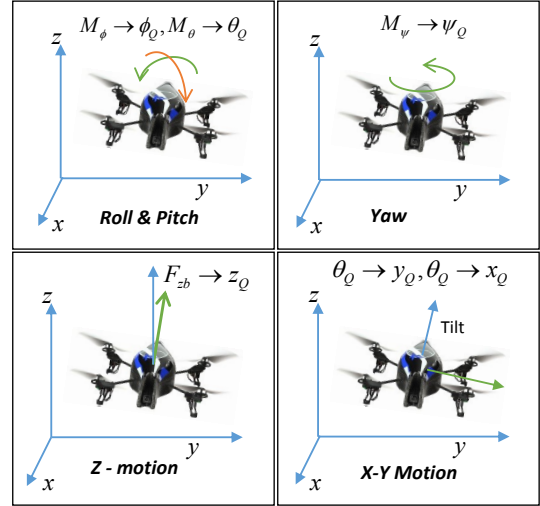 M_ϕ → ϕ_Q, M_θ → θ_Q
z
y
x
Roll & Pitch
M_ψ → ψ_Q
z
y
x
Yaw
F_zb → z_Q
z
y
x
Z - motion
θ_Q → y_Q, θ_Q → x_Q
z
Tilt
y
x
X-Y Motion